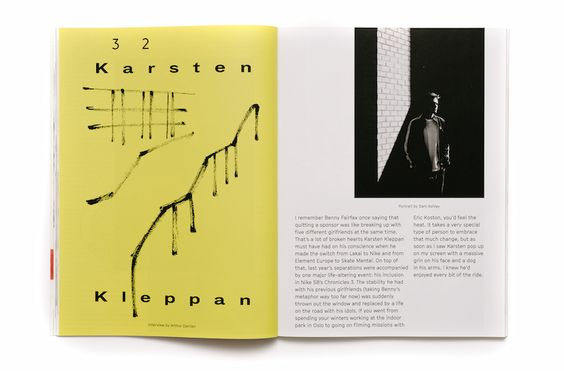 3 2
Karsten
Kleppan
Interview by Arthur Derrien
Portrait by Sam Ashley
I remember Benny Fairfax once saying that
quitting a sponsor was like breaking up with
five different girlfriends at the same time.
That's a lot of broken hearts Karsten Kleppan
must have had on his conscience when he
made the switch from Lakai to Nike and from
Element Europe to Skate Mental. On top of
that, last year's separations were accompanied
by one major life-altering event: his inclusion
in Nike SB's Chronicles 3. The stability he had
with his previous girlfriends (taking Benny's
metaphor way too far now) was suddenly
thrown out the window and replaced by a life
on the road with his idols. If you went from
spending your winters working at the indoor
park in Oslo to going on filming missions with
Eric Koston, you'd feel the
heat. It takes a very special
type of person to embrace
that much change, but as
soon as I saw Karsten pop up
on my screen with a massive
grin on his face and a dog
in his arms, I knew he'd
enjoyed every bit of the ride.